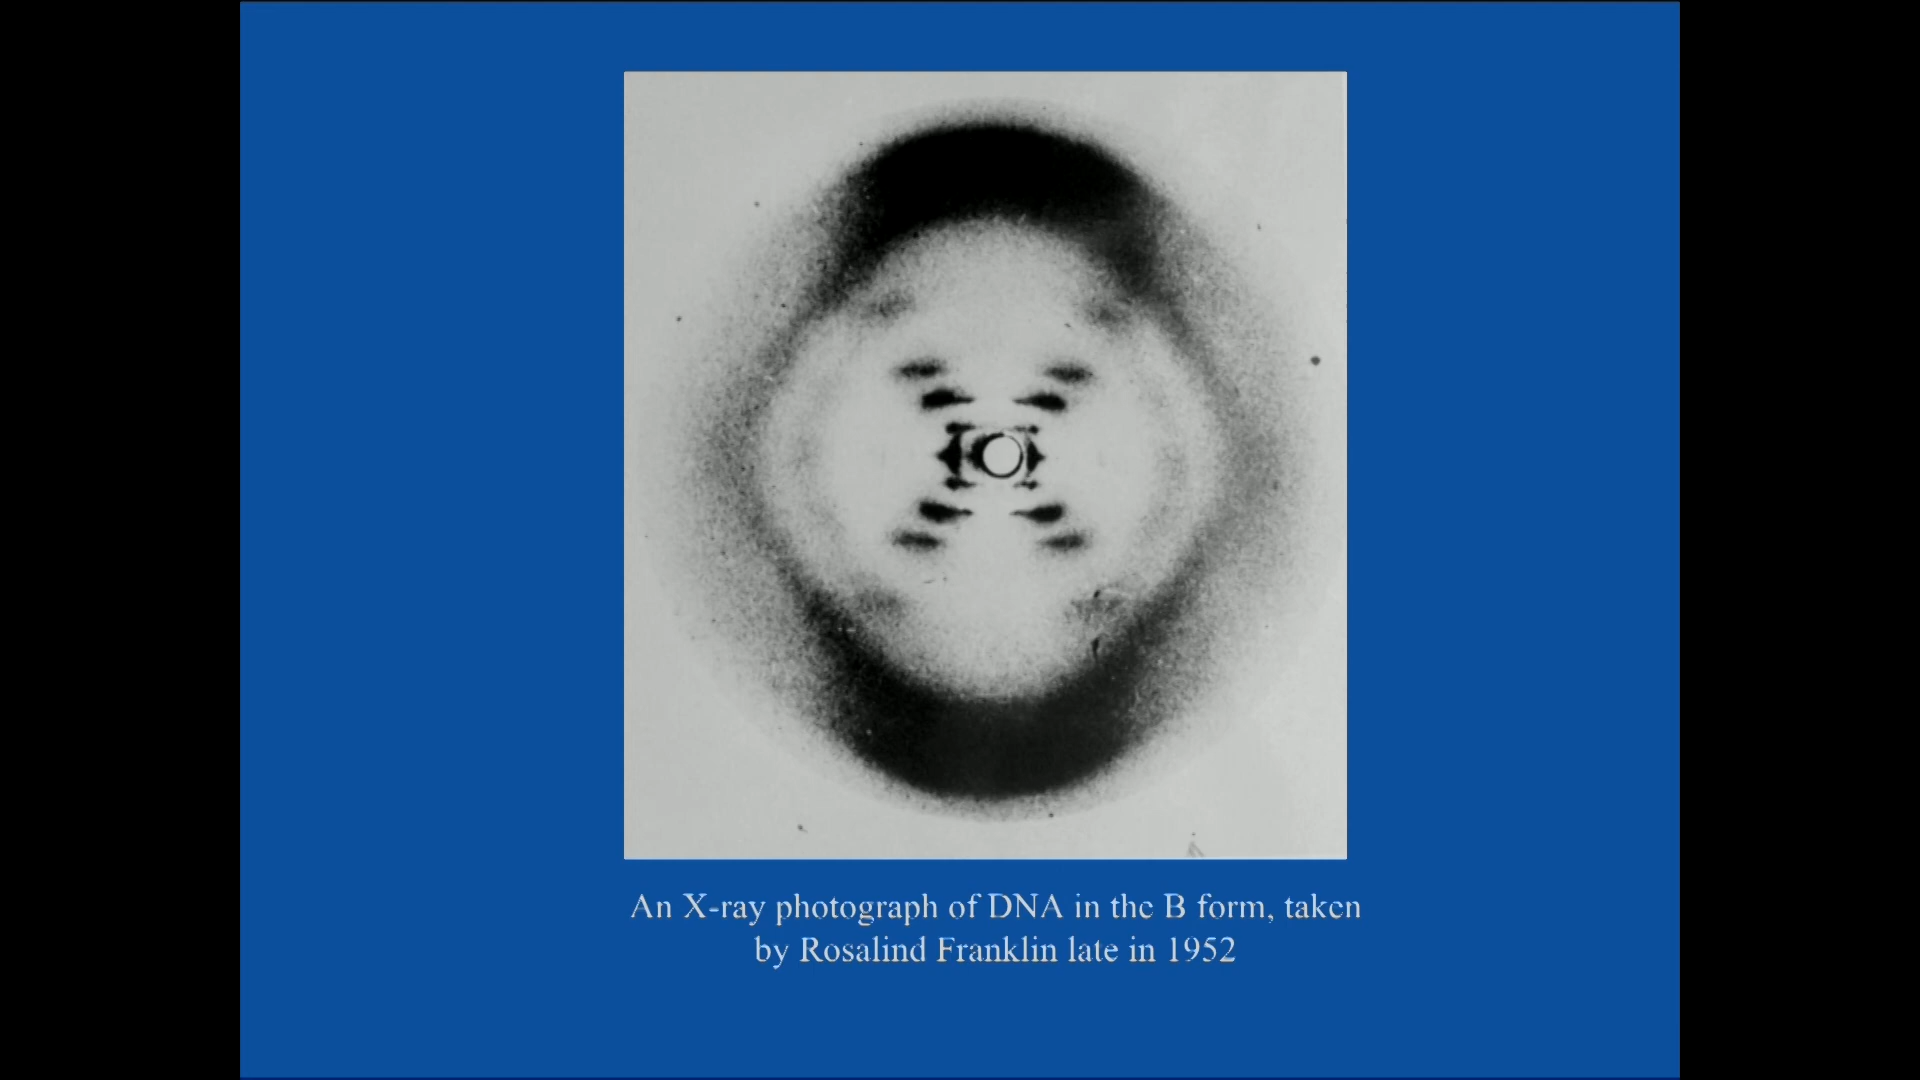 An X-ray photograph of DNA in the B form, taken
by Rosalind Franklin late in 1952